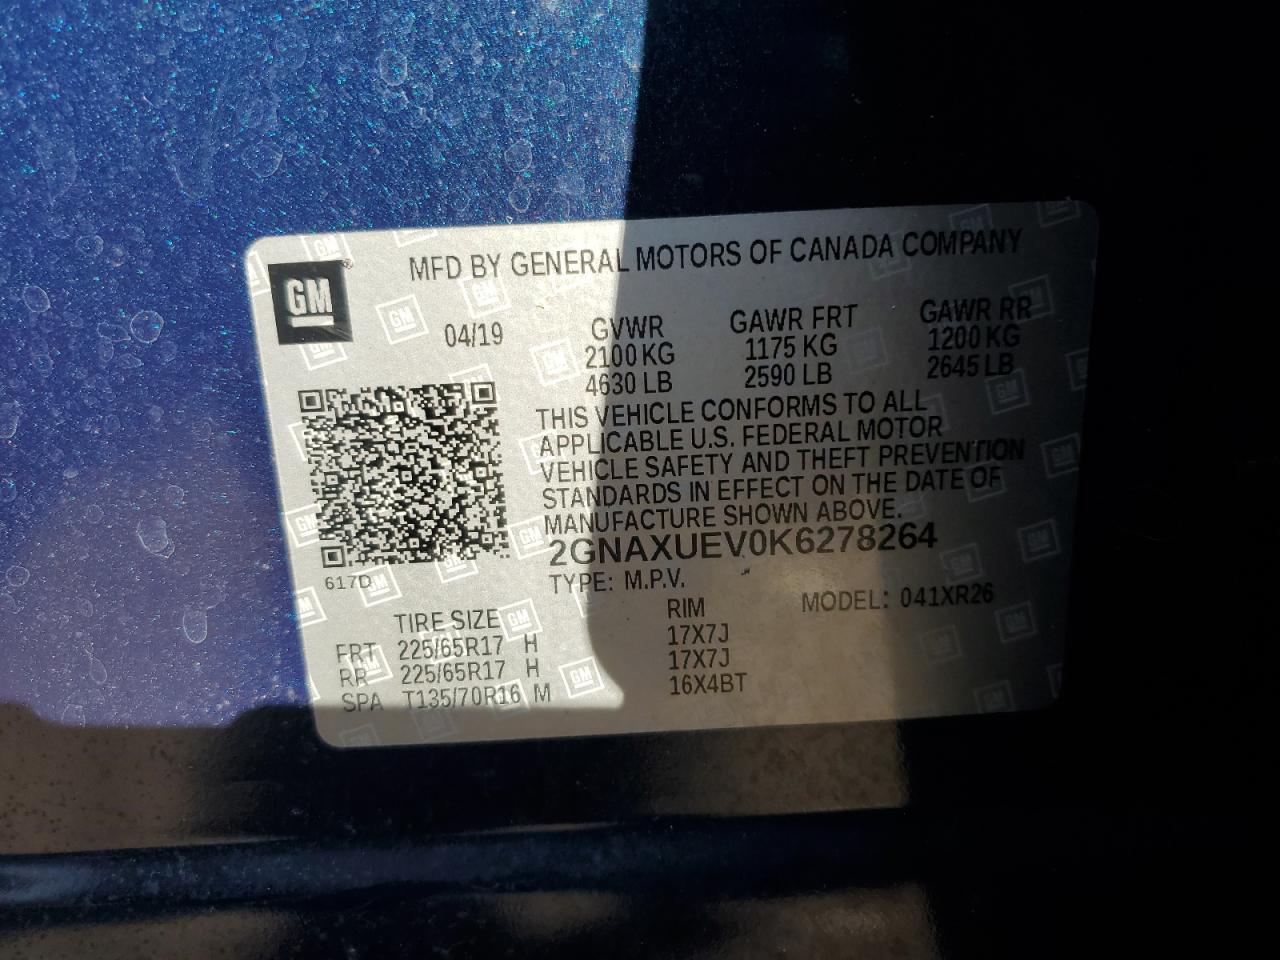 MFD BY GENERAL MOTORS OF CANADA COMPANY
GM
04/19
GVWR GAWR FRT GAWR RR
2100 KG 1175 KG 1200 KG
4630 LB 2590 LB 2645 LB
THIS VEHICLE CONFORMS TO ALL
APPLICABLE U.S. FEDERAL MOTOR
VEHICLE SAFETY AND THEFT PREVENTION
STANDARDS IN EFFECT ON THE DATE OF
MANUFACTURE SHOWN ABOVE.
2GNAXUEV0K6278264
617D
TYPE: M.P.V.
MODEL: 041XR26
TIRE SIZE RIM
FRT 225/65R17 H 17X7J
RR 225/65R17 H 17X7J
SPA T135/70R16 M 16X4BT